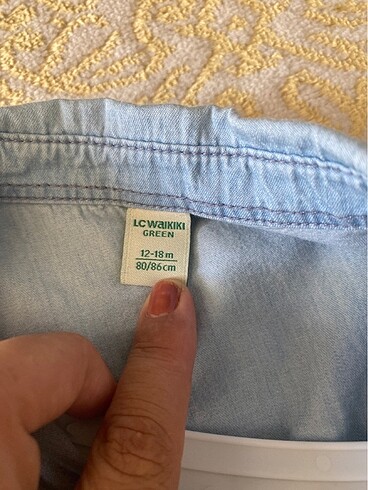 LC WAIKIKI
GREEN
12-18 m
80/86 cm